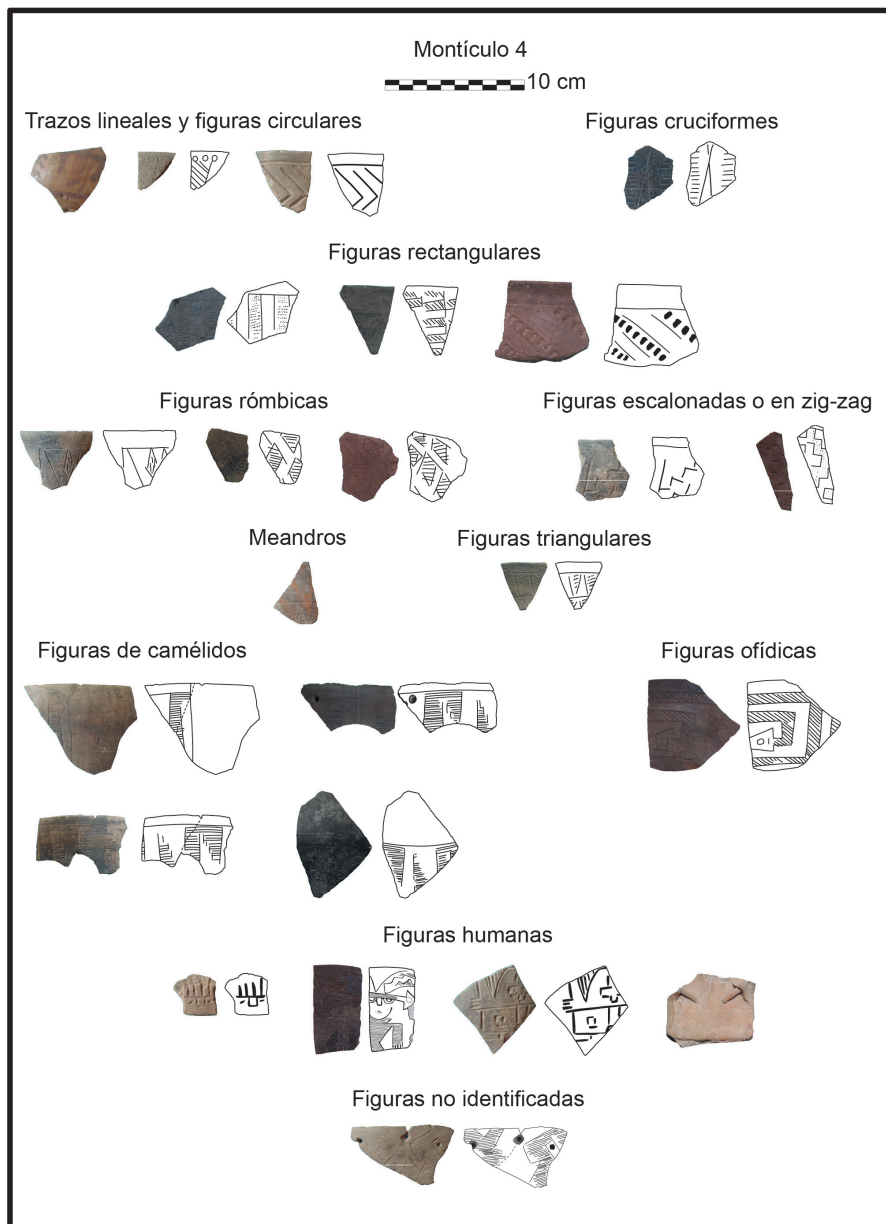 Montículo 4
10 cm
Trazos lineales y figuras circulares
Figuras cruciformes
Figuras rectangulares
Figuras rómbicas
Figuras escalonadas o en zig-zag
Meandros
Figuras triangulares
Figuras de camélidos
Figuras ofídicas
Figuras humanas
Figuras no identificadas